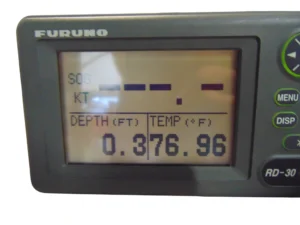 FURUNO
SOG -- --. --
KT
DEPTH (FT) TEMP (°F)
0.3 76.96
MENU
DISP
RD-30